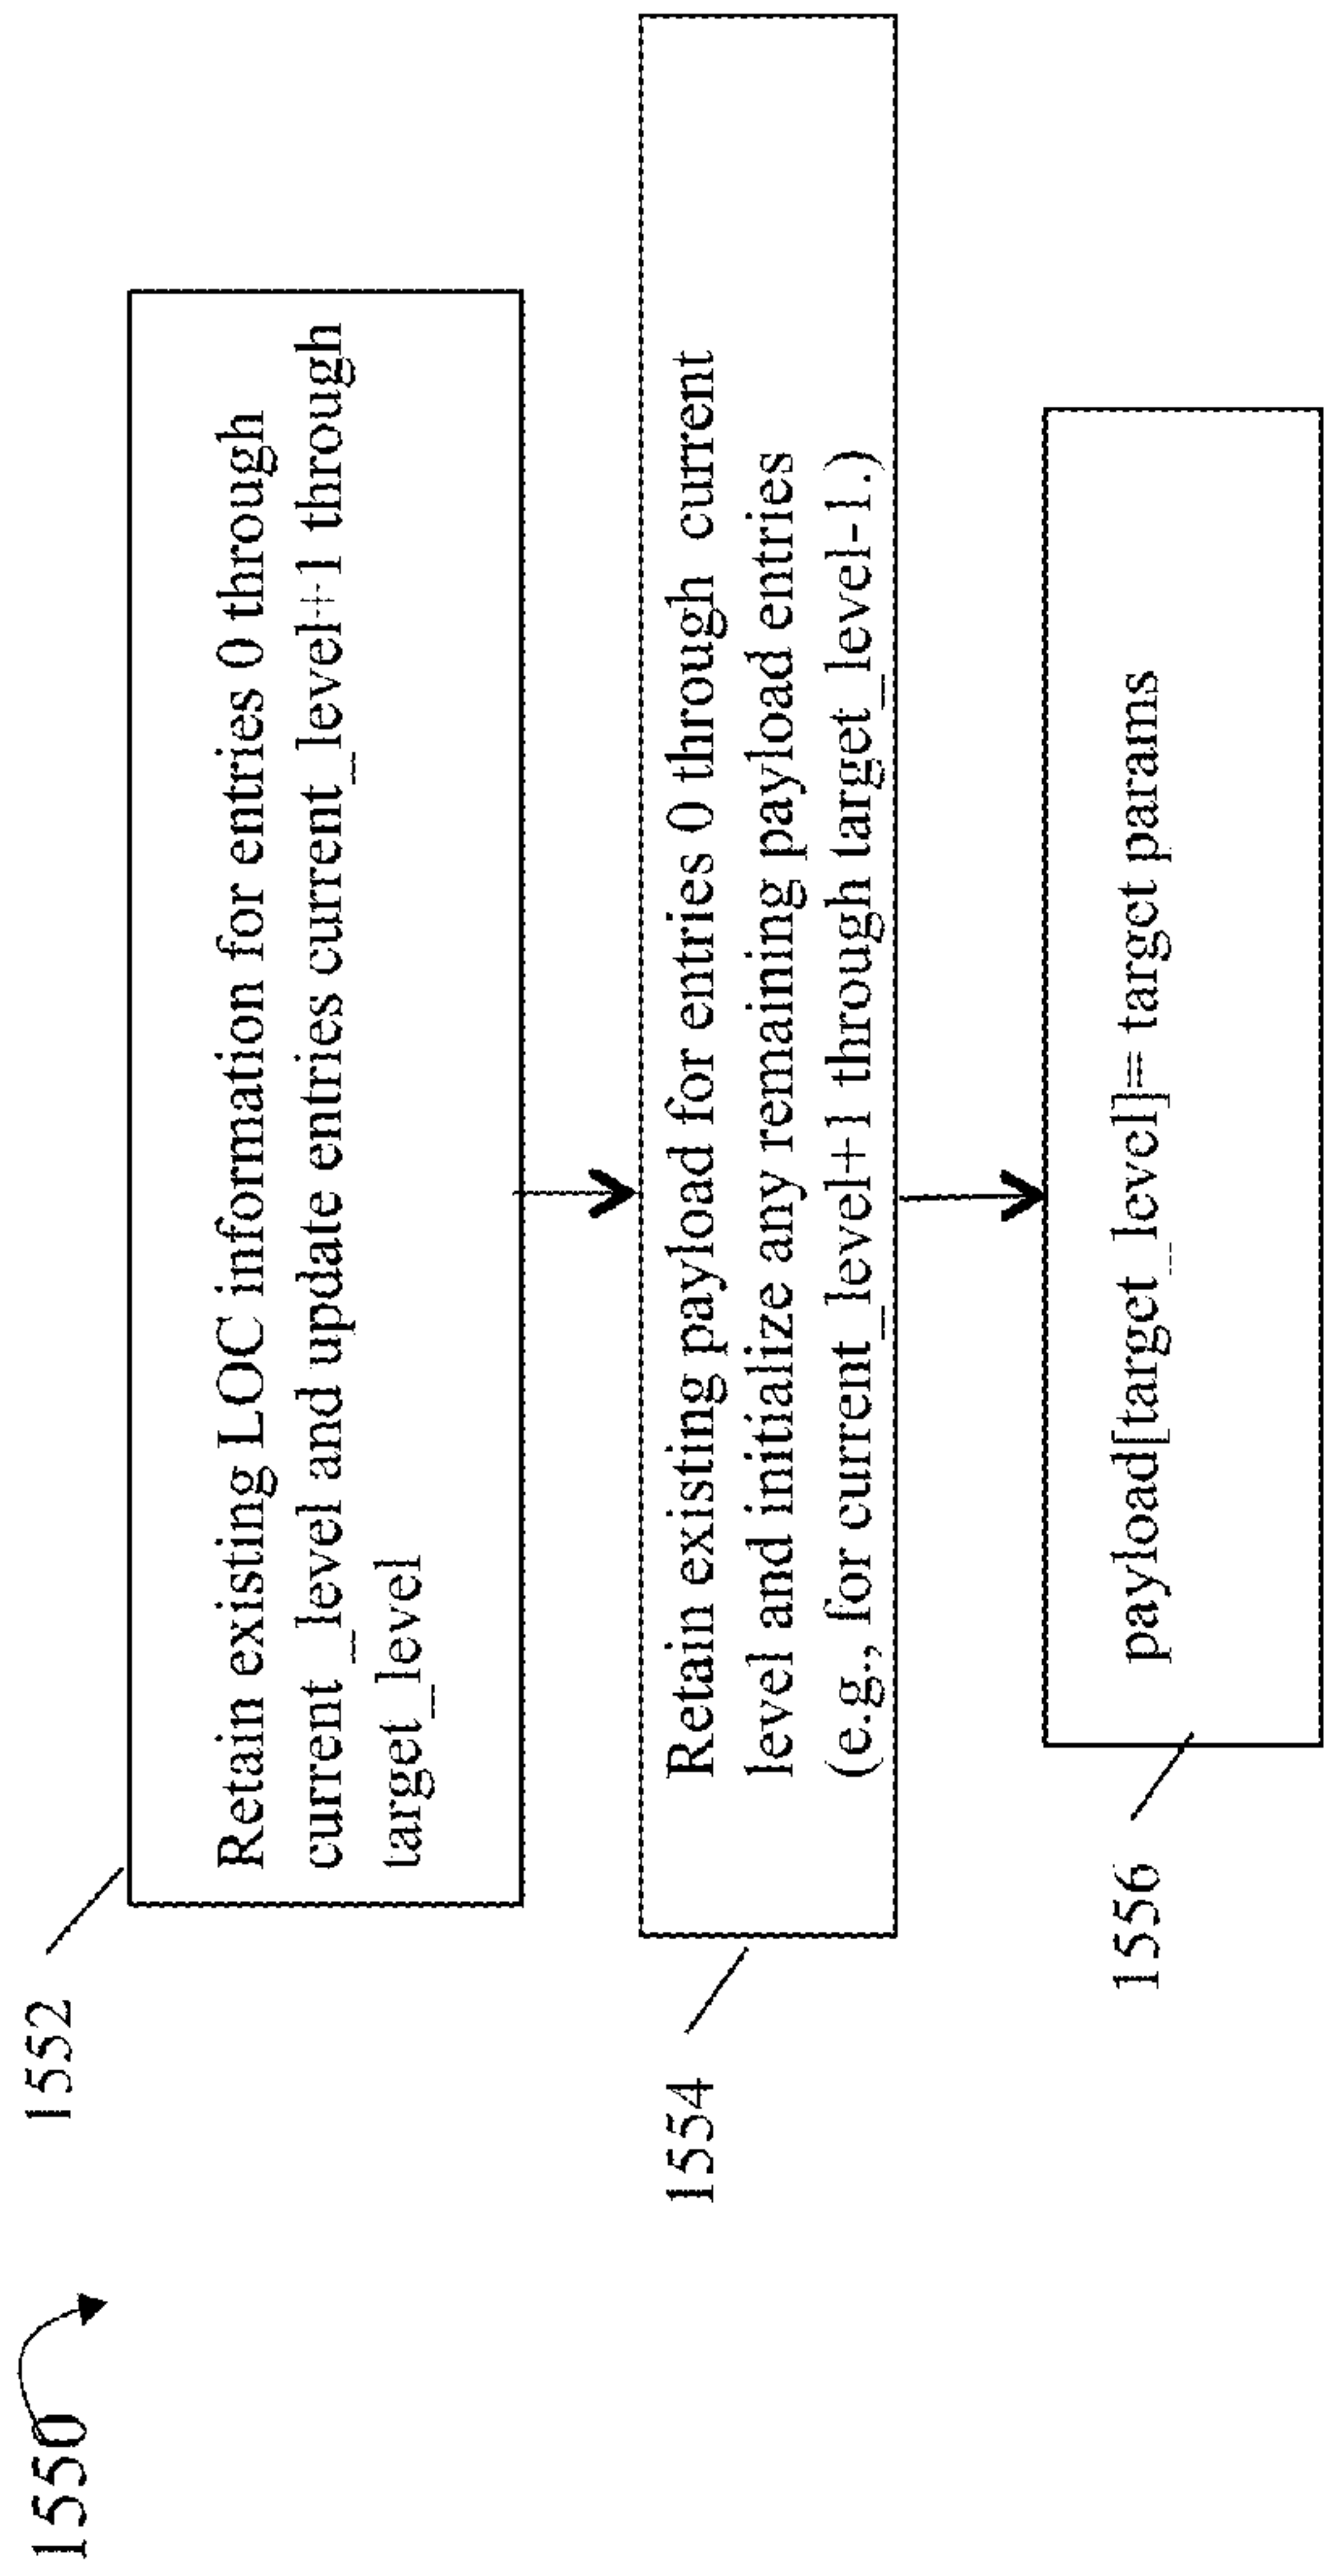 1550
1552
Retain existing LOC information for entries 0 through
current_level and update entries current_level+1 through
target_level
1554
Retain existing payload for entries 0 through current
level and initialize any remaining payload entries
(e.g., for current_level+1 through target_level-1.)
1556
payload[target_level]= target params